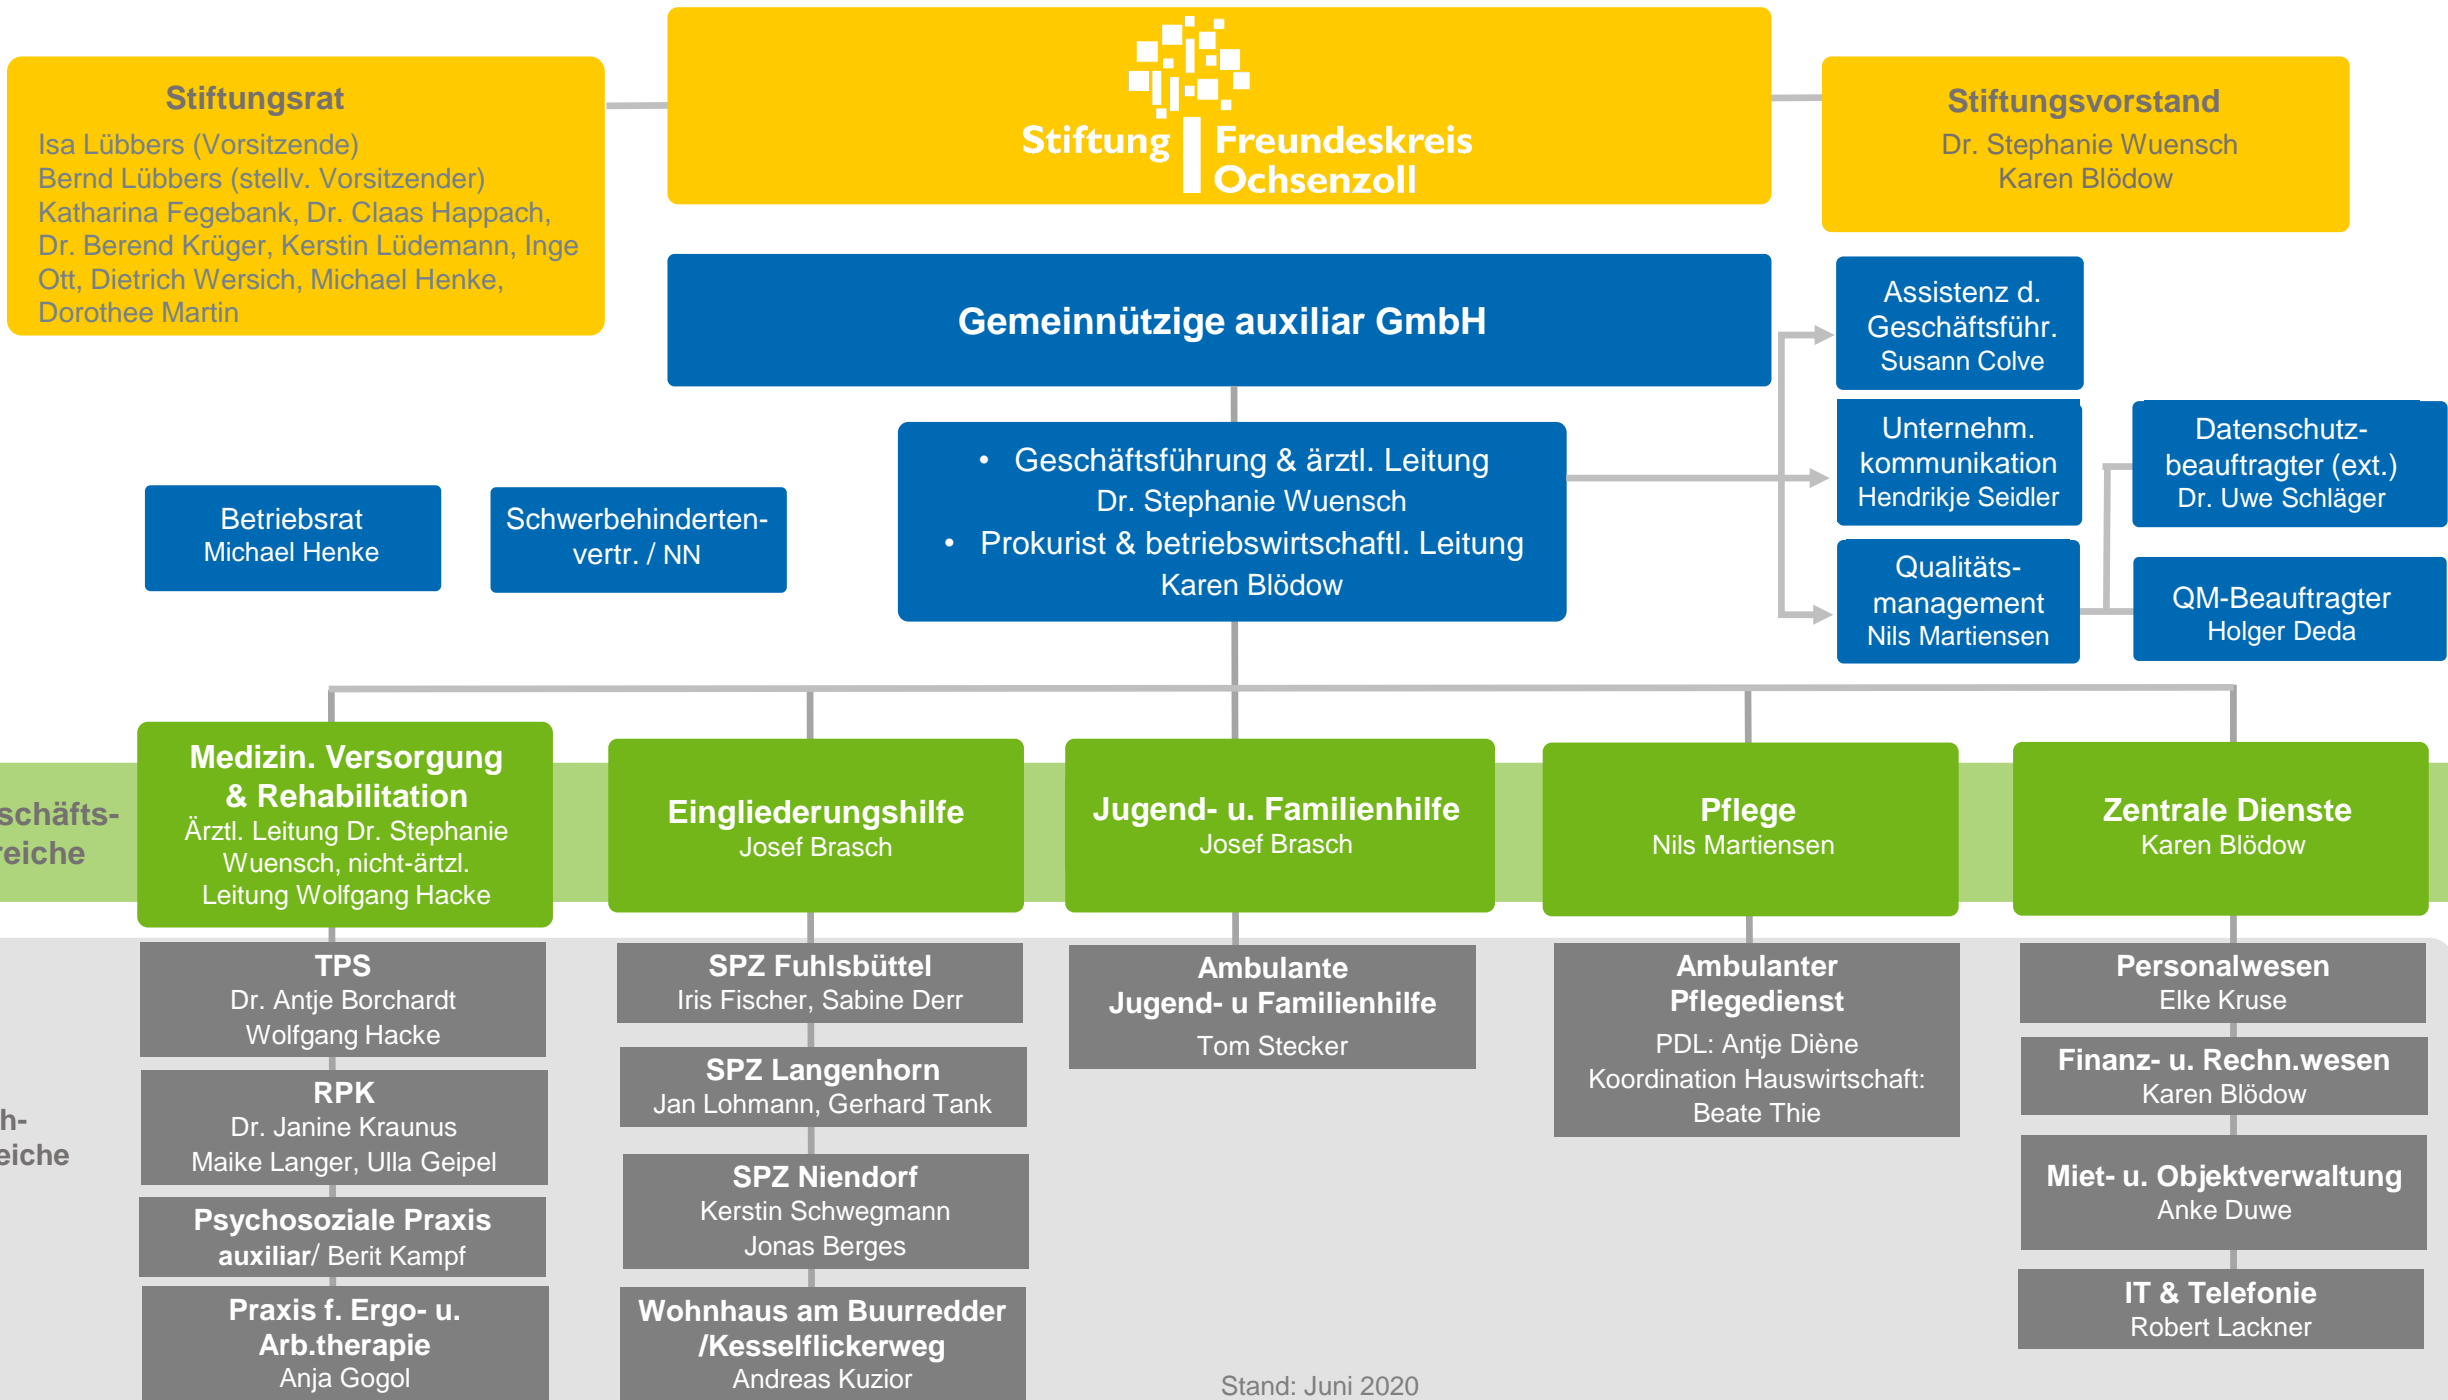 Stiftung Freundeskreis
Ochsenzoll
Stiftungsrat
Isa Lübbers (Vorsitzende)
Bernd Lübbers (stellv. Vorsitzender)
Katharina Fegebank, Dr. Claas Happach,
Dr. Berend Krüger, Kerstin Lüdemann, Inge
Ott, Dietrich Wersich, Michael Henke,
Dorothee Martin
Stiftungsvorstand
Dr. Stephanie Wuensch
Karen Blödow
Gemeinnützige auxiliar GmbH
Assistenz d.
Geschäftsführ.
Susann Colve
• Geschäftsführung & ärztl. Leitung
Dr. Stephanie Wuensch
• Prokurist & betriebswirtschaftl. Leitung
Karen Blödow
Unternehm.
kommunikation
Hendrikje Seidler
Datenschutz-
beauftragter (ext.)
Dr. Uwe Schläger
Betriebsrat
Michael Henke
Schwerbehinderten-
vertr. / NN
Qualitäts-
management
Nils Martiensen
QM-Beauftragter
Holger Deda
schäfts-
reiche
Medizin. Versorgung
& Rehabilitation
Ärztl. Leitung Dr. Stephanie
Wuensch, nicht-ärtzl.
Leitung Wolfgang Hacke
Eingliederungshilfe
Josef Brasch
Jugend- u. Familienhilfe
Josef Brasch
Pflege
Nils Martiensen
Zentrale Dienste
Karen Blödow
h-
eiche
TPS
Dr. Antje Borchardt
Wolfgang Hacke
RPK
Dr. Janine Kraunus
Maike Langer, Ulla Geipel
Psychosoziale Praxis
auxiliar/ Berit Kampf
Praxis f. Ergo- u.
Arb.therapie
Anja Gogol
SPZ Fuhlsbüttel
Iris Fischer, Sabine Derr
SPZ Langenhorn
Jan Lohmann, Gerhard Tank
SPZ Niendorf
Kerstin Schwegmann
Jonas Berges
Wohnhaus am Buurredder
/Kesselflickerweg
Andreas Kuzior
Ambulante
Jugend- u Familienhilfe
Tom Stecker
Ambulanter
Pflegedienst
PDL: Antje Diène
Koordination Hauswirtschaft:
Beate Thie
Personalwesen
Elke Kruse
Finanz- u. Rechn.wesen
Karen Blödow
Miet- u. Objektverwaltung
Anke Duwe
IT & Telefonie
Robert Lackner
Stand: Juni 2020